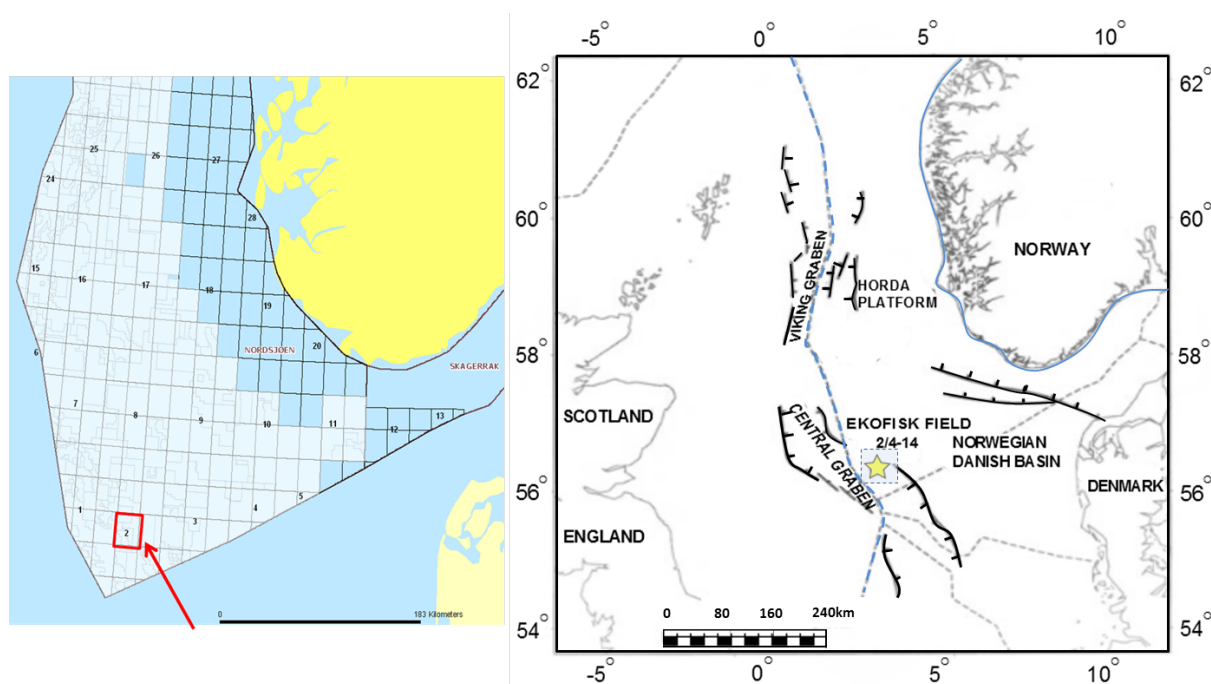 25
26
27
24
28
15
16
17
18
19
20
NORDSJØEN
SKAGERRAK
6
7
8
9
10
11
12
13
1
2
3
4
5
0
183 Kilometers
-5° 0° 5° 10°
62° 62°
60° 60°
58° 58°
56° 56°
54° 54°
NORWAY
VIKING GRABEN
HORDA
PLATFORM
SCOTLAND
CENTRAL GRABEN
EKOFISK FIELD
2/4-14
NORWEGIAN
DANISH BASIN
DENMARK
ENGLAND
0 80 160 240km
-5° 0° 5° 10°